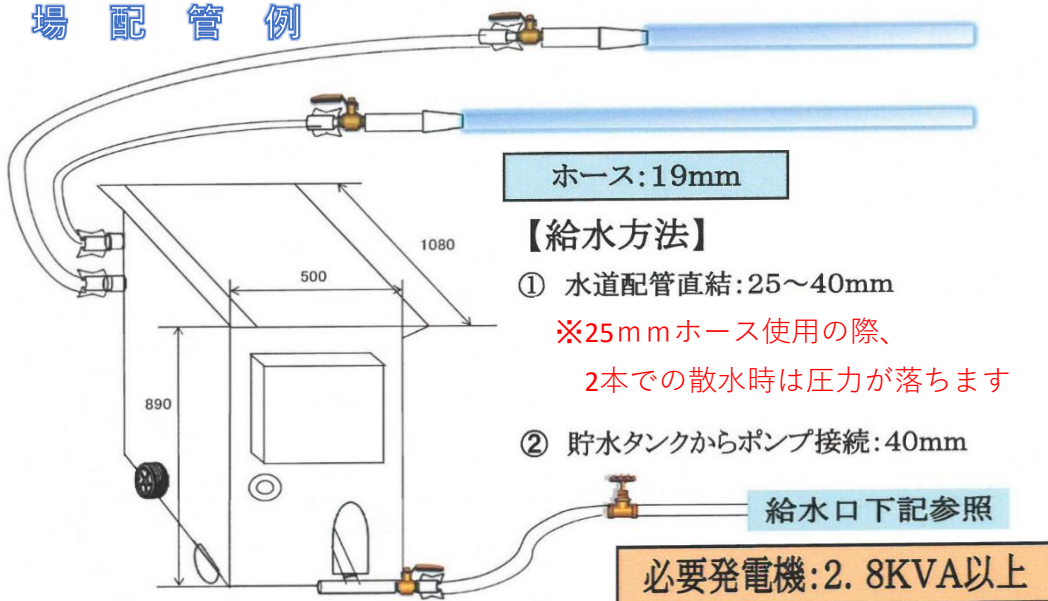 場配管例
ホース:19mm
【給水方法】
1080
500
① 水道配管直結:25～40mm
※25ｍｍホース使用の際、
2本での散水時は圧力が落ちます
890
② 貯水タンクからポンプ接続:40mm
給水口下記参照
必要発電機:2. 8KVA以上